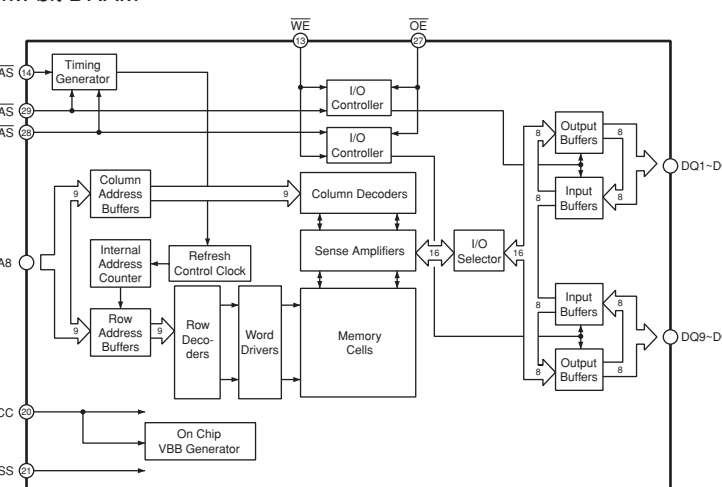 WE
OE
13
27
AS
14
Timing
Generator
I/O
Controller
AS
29
AS
28
I/O
Controller
Output
Buffers
8
8
DQ1~D
Input
Buffers
8
8
Column
Address
Buffers
9
9
Column Decoders
Sense Amplifiers
16
I/O
Selector
16
A8
Internal
Address
Counter
Refresh
Control Clock
Row
Address
Buffers
9
9
Row
Deco-
ders
Word
Drivers
Memory
Cells
Input
Buffers
8
8
DQ9~D
Output
Buffers
8
8
CC
20
On Chip
VBB Generator
SS
21